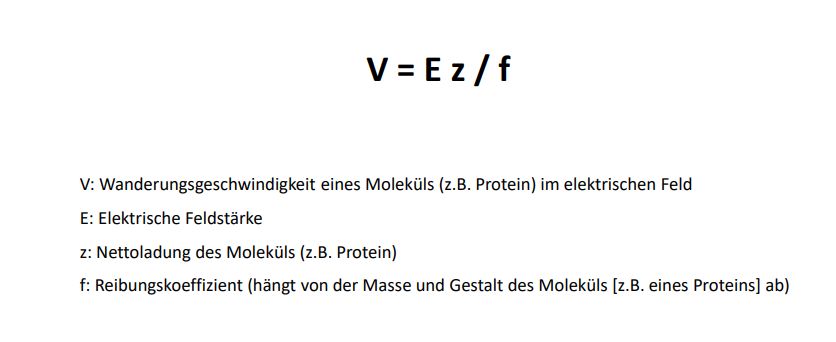 V = E z / f
V: Wanderungsgeschwindigkeit eines Moleküls (z.B. Protein) im elektrischen Feld
E: Elektrische Feldstärke
z: Nettoladung des Moleküls (z.B. Protein)
f: Reibungskoeffizient (hängt von der Masse und Gestalt des Moleküls [z.B. eines Proteins] ab)